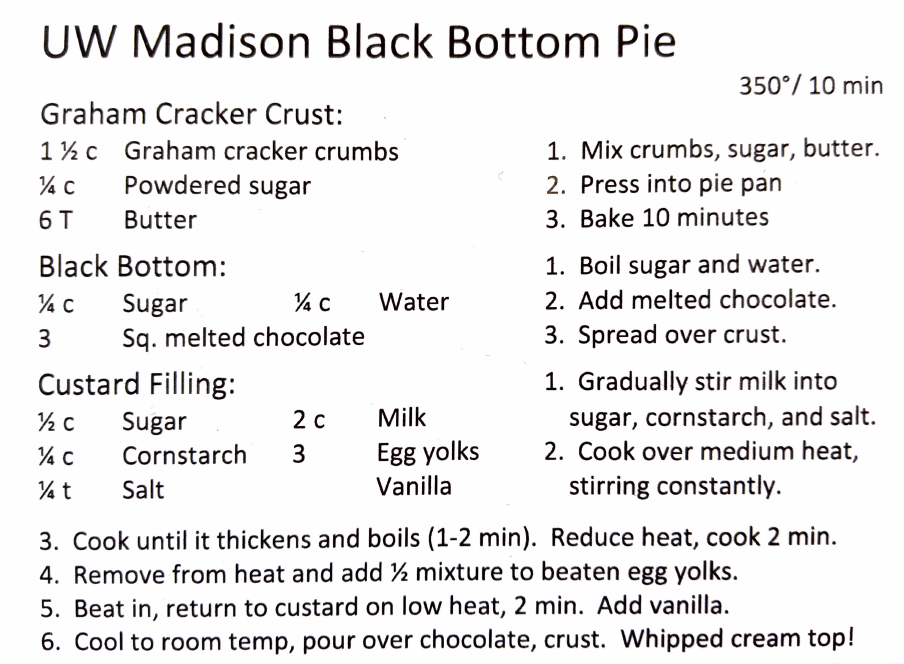 UW Madison Black Bottom Pie
350°/ 10 min
Graham Cracker Crust:
1 ½ c Graham cracker crumbs
¼ c Powdered sugar
6 T Butter
1. Mix crumbs, sugar, butter.
2. Press into pie pan
3. Bake 10 minutes
Black Bottom:
¼ c Sugar ¼ c Water
3 Sq. melted chocolate
1. Boil sugar and water.
2. Add melted chocolate.
3. Spread over crust.
Custard Filling:
½ c Sugar 2 c Milk
¼ c Cornstarch 3 Egg yolks
¼ t Salt Vanilla
1. Gradually stir milk into
sugar, cornstarch, and salt.
2. Cook over medium heat,
stirring constantly.
3. Cook until it thickens and boils (1-2 min). Reduce heat, cook 2 min.
4. Remove from heat and add ½ mixture to beaten egg yolks.
5. Beat in, return to custard on low heat, 2 min. Add vanilla.
6. Cool to room temp, pour over chocolate, crust. Whipped cream top!